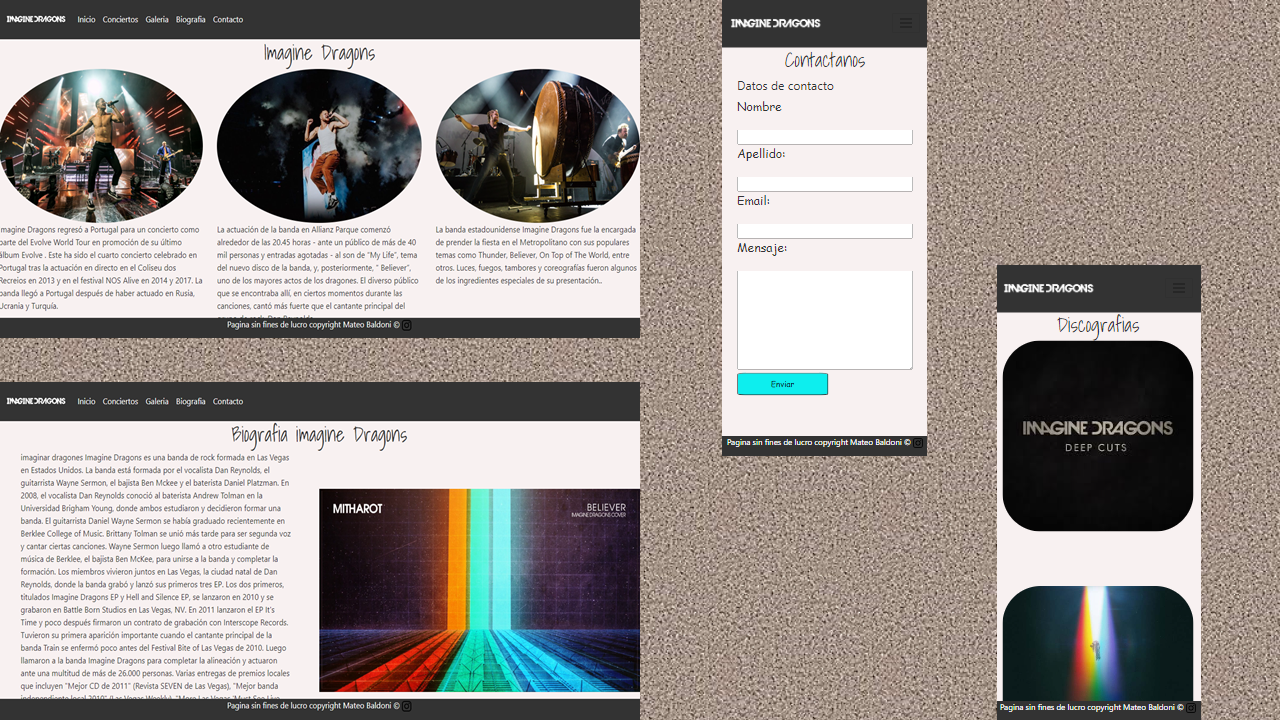 IMAGINE DRAGONS
Inicio Conciertos Galeria Biografia Contacto
Imagine Dragons
Imagine Dragons regresó a Portugal para un concierto como
parte del Evolve World Tour en promoción de su último
álbum Evolve . Este ha sido el cuarto concierto celebrado en
Portugal tras la actuación en directo en el Coliseu dos
Recreios en 2013 y en el festival NOS Alive en 2014 y 2017. La
banda llegó a Portugal después de haber actuado en Rusia,
Ucrania y Turquía.
La actuación de la banda en Allianz Parque comenzó
alrededor de las 20.45 horas - ante un público de más de 40
mil personas y entradas agotadas - al son de "My Life", tema
del nuevo disco de la banda, y, posteriormente, " Believer",
uno de los mayores actos de los dragones. El diverso público
que se encontraba allí, en ciertos momentos durante las
canciones, cantó más fuerte que el cantante principal del
La banda estadounidense Imagine Dragons fue la encargada
de prender la fiesta en el Metropolitano con sus populares
temas como Thunder, Believer, On Top of The World, entre
otros. Luces, fuegos, tambores y coreografías fueron algunos
de los ingredientes especiales de su presentación..
Pagina sin fines de lucro copyright Mateo Baldoni ©
IMAGINE DRAGONS
Inicio Conciertos Galeria Biografia Contacto
Biografia imagine Dragons
imaginar dragones Imagine Dragons es una banda de rock formada en Las Vegas
en Estados Unidos. La banda está formada por el vocalista Dan Reynolds, el
guitarrista Wayne Sermon, el bajista Ben Mckee y el baterista Daniel Platzman. En
2008, el vocalista Dan Reynolds conoció al baterista Andrew Tolman en la
Universidad Brigham Young, donde ambos estudiaron y decidieron formar una
banda. El guitarrista Daniel Wayne Sermon se había graduado recientemente en
Berklee College of Music. Brittany Tolman se unió más tarde para ser segunda voz
y cantar ciertas canciones. Wayne Sermon luego llamó a otro estudiante de
música de Berklee, el bajista Ben McKee, para unirse a la banda y completar la
formación. Los miembros vivieron juntos en Las Vegas, la ciudad natal de Dan
Reynolds, donde la banda grabó y lanzó sus primeros tres EP. Los dos primeros,
titulados Imagine Dragons EP y Hell and Silence EP, se lanzaron en 2010 y se
grabaron en Battle Born Studios en Las Vegas, NV. En 2011 lanzaron el EP It's
Time y poco después firmaron un contrato de grabación con Interscope Records.
Tuvieron su primera aparición importante cuando el cantante principal de la
banda Train se enfermó poco antes del Festival Bite of Las Vegas de 2010. Luego
llamaron a la banda Imagine Dragons para completar la alineación y actuaron
ante una multitud de más de 26.000 personas. Varias entregas de premios locales
que incluyen "Mejor CD de 2011" (Revista SEVEN de Las Vegas), "Mejor banda
MITHAROT
BELIEVER
IMAGINE DRAGONS COVER
Pagina sin fines de lucro copyright Mateo Baldoni ©
IMAGINE DRAGONS
Contactanos
Datos de contacto
Nombre
Apellido:
Email:
Mensaje:
Enviar
Pagina sin fines de lucro copyright Mateo Baldoni ©
IMAGINE DRAGONS
Discografias
IMAGINE DRAGONS
DEEP CUTS
Pagina sin fines de lucro copyright Mateo Baldoni ©